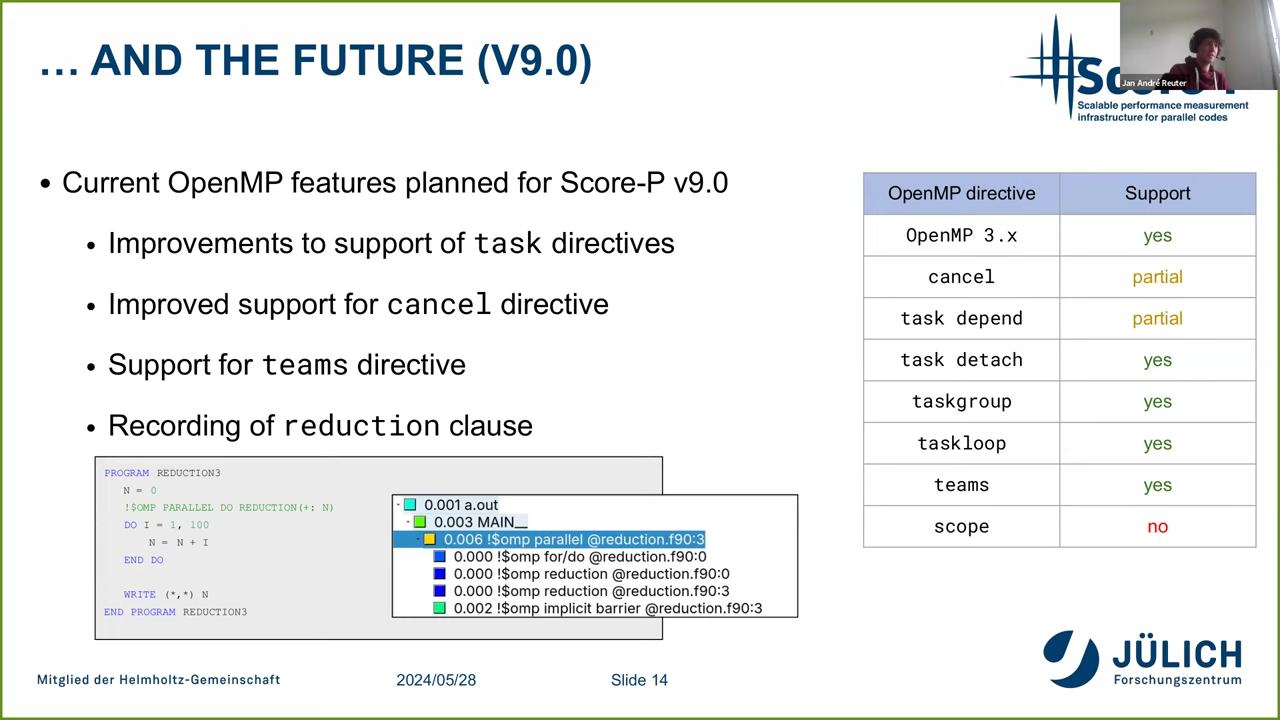 … AND THE FUTURE (V9.0)
Jan André Reuter
Scalable performance measurement
infrastructure for parallel codes
• Current OpenMP features planned for Score-P v9.0
• Improvements to support of task directives
• Improved support for cancel directive
• Support for teams directive
• Recording of reduction clause
OpenMP directive Support
OpenMP 3.x yes
cancel partial
task depend partial
task detach yes
taskgroup yes
taskloop yes
teams yes
scope no
PROGRAM REDUCTION3
N = 0
!$OMP PARALLEL DO REDUCTION(+: N)
DO I = 1, 100
N = N + I
END DO
WRITE (*,*) N
END PROGRAM REDUCTION3
0.001 a.out
0.003 MAIN__
0.006 !$omp parallel @reduction.f90:3
0.000 !$omp for/do @reduction.f90:0
0.000 !$omp reduction @reduction.f90:0
0.000 !$omp reduction @reduction.f90:3
0.002 !$omp implicit barrier @reduction.f90:3
Mitglied der Helmholtz-Gemeinschaft
2024/05/28
Slide 14
JÜLICH
Forschungszentrum